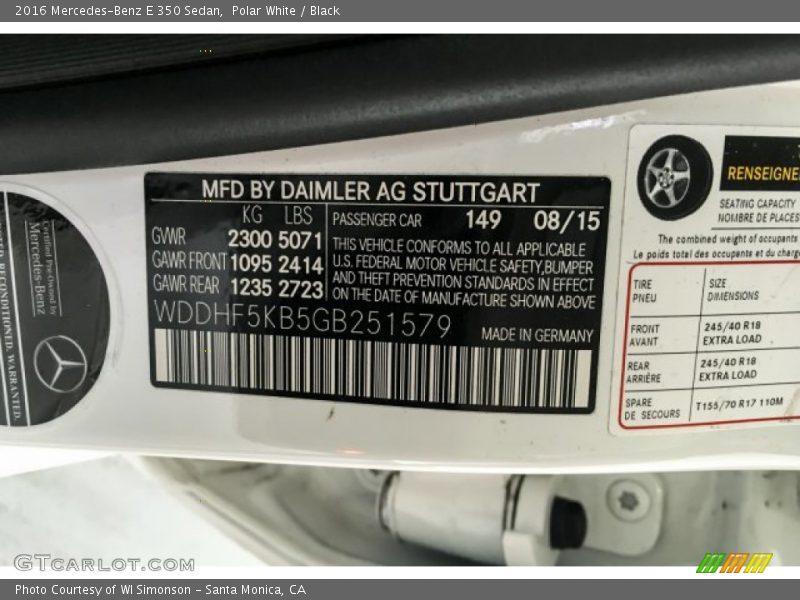 2016 Mercedes-Benz E 350 Sedan, Polar White / Black
MFD BY DAIMLER AG STUTTGART
KG LBS
GVWR 2300 5071
GAWR FRONT 1095 2414
GAWR REAR 1235 2723
PASSENGER CAR 149 08/15
THIS VEHICLE CONFORMS TO ALL APPLICABLE
U.S. FEDERAL MOTOR VEHICLE SAFETY,BUMPER
AND THEFT PREVENTION STANDARDS IN EFFECT
ON THE DATE OF MANUFACTURE SHOWN ABOVE
WDDHF5KB5GB251579
MADE IN GERMANY
Certified Pre-Owned by
Mercedes-Benz
RECONDITIONED. WARRANTED.
SEATING CAPACITY
NOMBRE DE PLACES
The combined weight of occupants
Le poids total des occupants et du
TIRE SIZE
PNEU DIMENSIONS
FRONT 245/40 R18
AVANT EXTRA LOAD
REAR 245/40 R18
ARRIÈRE EXTRA LOAD
SPARE T155/70 R17 110M
DE SECOURS
GTCARLOT.COM
Photo Courtesy of WI Simonson - Santa Monica, CA